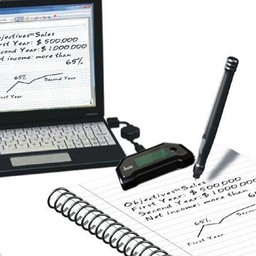 Objectives=Sales
First Year: $500,000
Second Year: $1,000,000
Net income: more than
65%
65%
Second Year
First Year
Objectives=Sales
First Year: $500,000
Second Year: $1,000,000
Net income: more than
65%
First Year